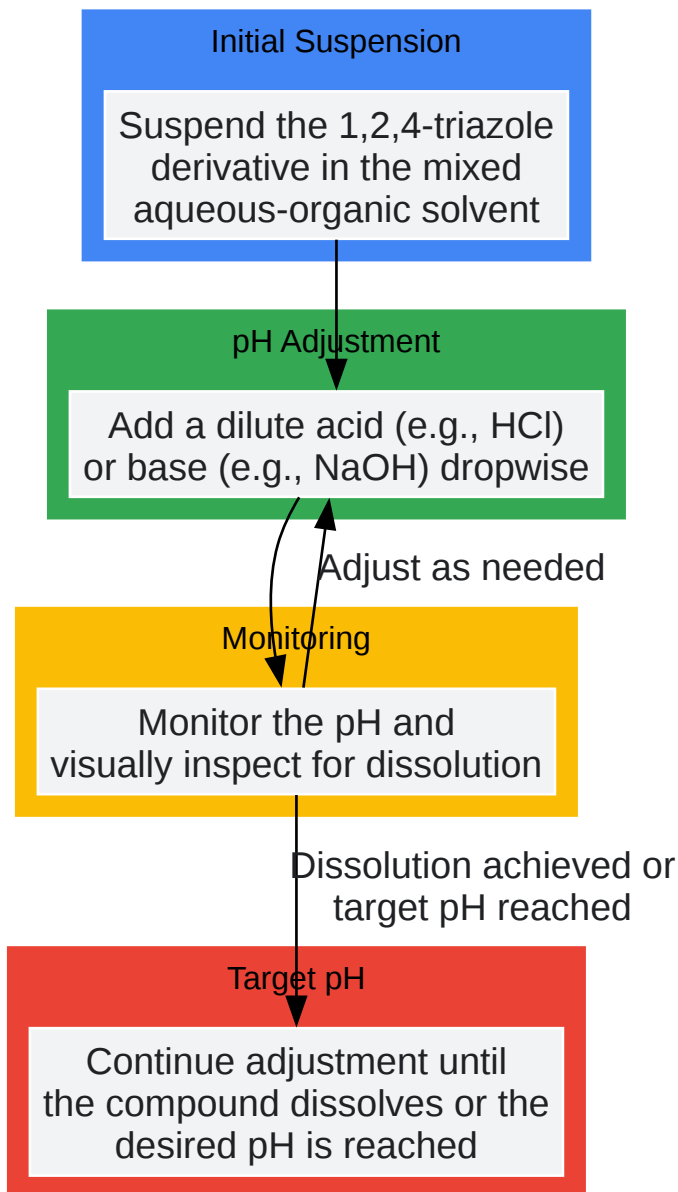 Initial Suspension
Suspend the 1,2,4-triazole
derivative in the mixed
aqueous-organic solvent
pH Adjustment
Add a dilute acid (e.g., HCl)
or base (e.g., NaOH) dropwise
Adjust as needed
Monitoring
Monitor the pH and
visually inspect for dissolution
Dissolution achieved or
target pH reached
Target pH
Continue adjustment until
the compound dissolves or the
desired pH is reached